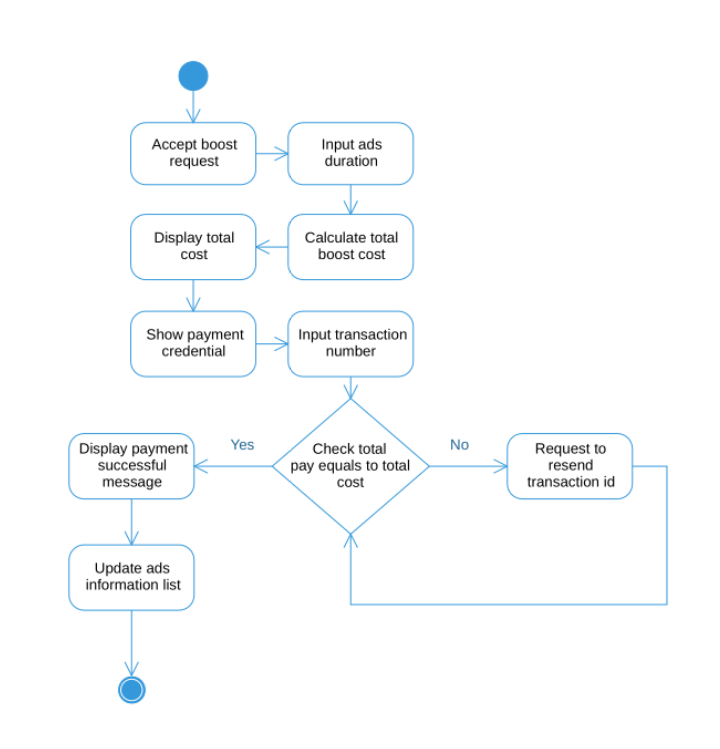 Accept boost
request
Input ads
duration
Display total
cost
Calculate total
boost cost
Show payment
credential
Input transaction
number
Display payment
successful
message
Yes
Check total
pay equals to total
cost
No
Request to
resend
transaction id
Update ads
information list